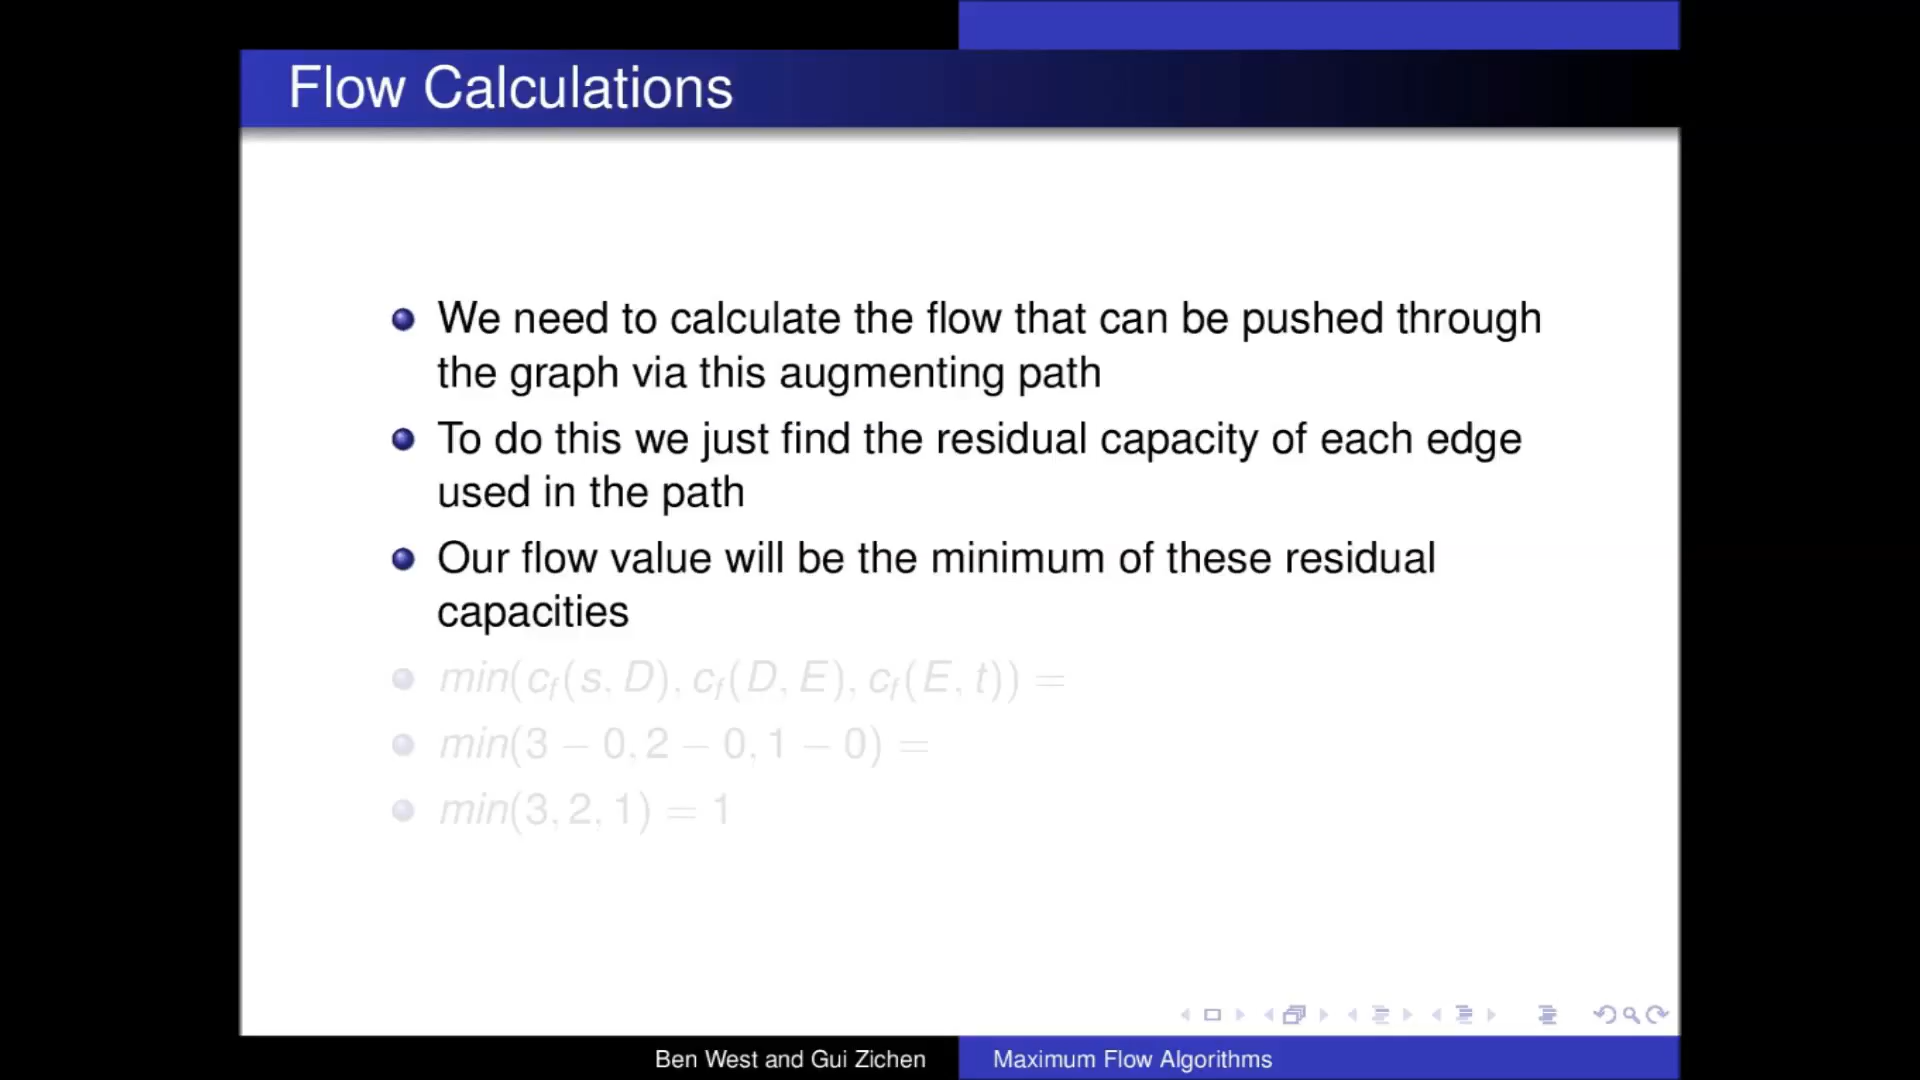 Flow Calculations
We need to calculate the flow that can be pushed through
the graph via this augmenting path
To do this we just find the residual capacity of each edge
used in the path
Our flow value will be the minimum of these residual
capacities
min(c_f(s, D), c_f(D, E), c_f(E, t)) =
min(3 − 0, 2 − 0, 1 − 0) =
min(3, 2, 1) = 1
Ben West and Gui Zichen
Maximum Flow Algorithms